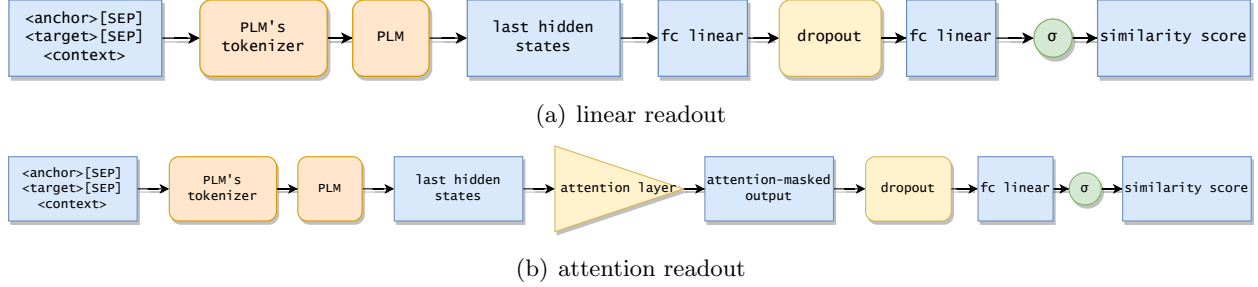 <anchor>[SEP]
<target>[SEP]
<context>
PLM's
tokenizer
PLM
last hidden
states
fc linear
dropout
fc linear
σ
similarity score
(a) linear readout
<anchor>[SEP]
<target>[SEP]
<context>
PLM's
tokenizer
PLM
last hidden
states
attention layer
attention-masked
output
dropout
fc linear
σ
similarity score
(b) attention readout